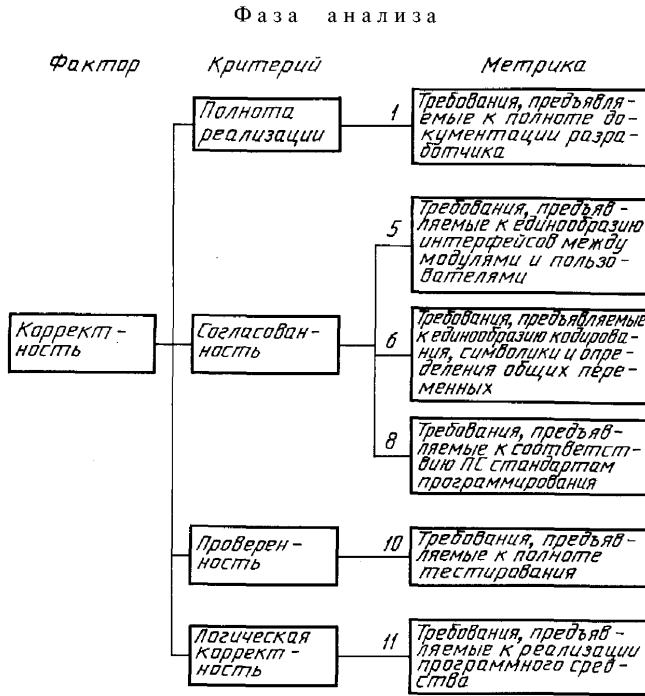 Фаза анализа
Фактор Критерий Метрика
Полнота
реализации
1
Требования, предъявля-
емые к полноте до-
кументации разра-
ботчика
5
Требования, предъяв-
ляемые к единообразию
интерфейсов между
модулями и пользо-
вателями
Коррект-
ность
Согласован-
ность
6
Требования, предъявляемые
к единообразию кодирова-
ния, символики и опре-
деления общих пере-
менных
8
Требования, предъяв-
ляемые к соответст-
вию ПС стандартам
программирования
Проверен-
ность
10
Требования, предъяв-
ляемые к полноте
тестирования
Логическая
коррект-
ность
11
Требования, предъяв-
ляемые к реализации
программного сред-
ства